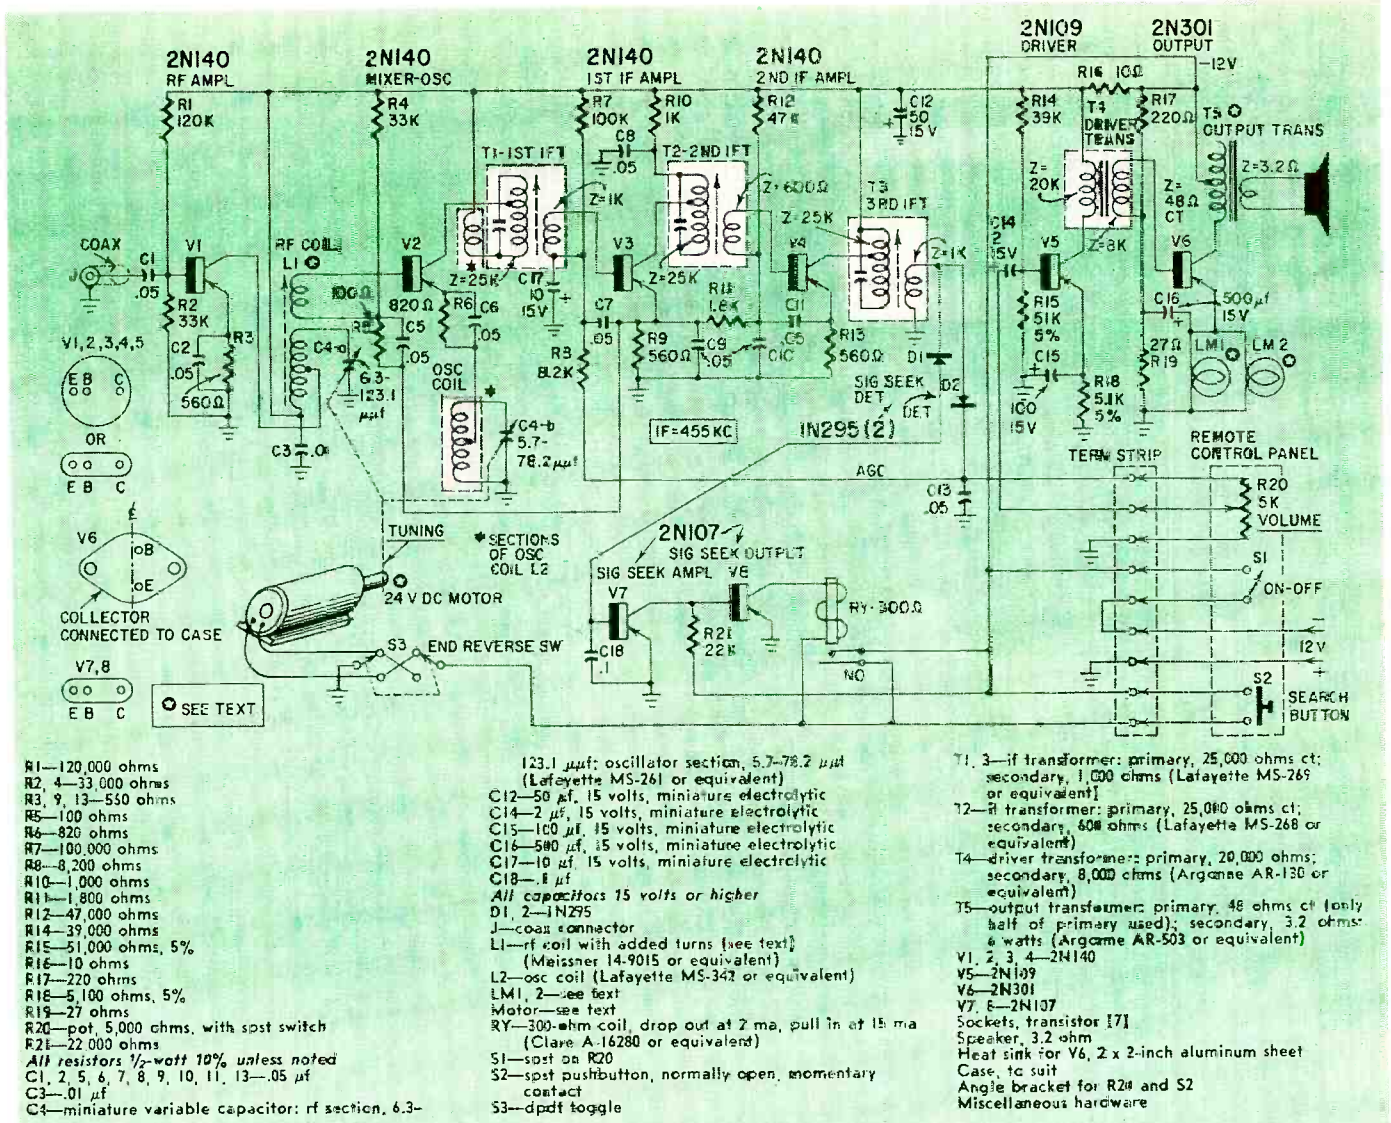 2N109
DRIVER
2N301
OUTPUT
2N140
RF AMPL
2N140
MIXER-OSC
2N140
1ST IF AMPL
2N140
2ND IF AMPL
-12V
R16 10Ω
R1
120K
R4
33K
R7
100K
R10
1K
R12
47K
C12
50
15V
R14
39K
T4
DRIVER
TRANS
R17
220Ω
T5
OUTPUT TRANS
C8
.05
T1-1ST IFT
T2-2ND IFT
Z=3.2Ω
Z=
20K
Z=1K
Z=600Ω
Z=25K
T3
3RD IFT
Z=
48Ω
CT
COAX
J
C1
.05
V1
RF COIL
L1
V2
V3
V4
C14
2
15V
V5
Z=8K
V6
Z=1K
Z=25K
Z=25K
100Ω
R5
820Ω
R6
C6
.05
C17
10
15V
R11
1.8K
R2
33K
R3
C2
.05
560Ω
C4-a
6.3-
123.1
μμf
C5
.05
C7
.05
R9
560Ω
C9
.05
C10
C11
.05
R13
560Ω
R15
51K
5%
C16
500μf
15V
27Ω
R19
LM1
LM2
V1,2,3,4,5
E B C
OR
E B C
OSC
COIL
*
R8
8.2K
D1
D2
SIG SEEK
DET
DET
C15
100
15V
R18
5.1K
5%
C3
.01
C4-b
5.7-
78.2μμf
IF=455KC
1N295(2)
AGC
TERM STRIP
REMOTE
CONTROL PANEL
R20
5K
VOLUME
C13
.05
V6
B
E
COLLECTOR
CONNECTED TO CASE
TUNING
24 V DC MOTOR
*SECTIONS
OF OSC
COIL L2
2N107
SIG SEEK OUTPUT
SIG SEEK AMPL
V8
V7
RY-300Ω
S1
ON-OFF
12V
R21
22K
C18
.1
NO
S3
END REVERSE SW
S2
SEARCH
BUTTON
V7,8
E B C
SEE TEXT
R1—120,000 ohms
R2, 4—33,000 ohms
R3, 9, 13—560 ohms
R5—100 ohms
R6—820 ohms
R7—100,000 ohms
R8—8,200 ohms
R10—1,000 ohms
R11—1,800 ohms
R12—47,000 ohms
R14—39,000 ohms
R15—51,000 ohms, 5%
R16—10 ohms
R17—220 ohms
R18—5,100 ohms, 5%
R19—27 ohms
R20—pot, 5,000 ohms, with spst switch
R21—22,000 ohms
All resistors 1/2-watt 10% unless noted
C1, 2, 5, 6, 7, 8, 9, 10, 11, 13—.05 μf
C3—.01 μf
C4—miniature variable capacitor: rf section, 6.3-
123.1 μμf; oscillator section, 5.7-78.2 μμf
(Lafayette MS-261 or equivalent)
C12—50 μf, 15 volts, miniature electrolytic
C14—2 μf, 15 volts, miniature electrolytic
C15—100 μf, 15 volts, miniature electrolytic
C16—500 μf, 15 volts, miniature electrolytic
C17—10 μf, 15 volts, miniature electrolytic
C18—.1 μf
All capacitors 15 volts or higher
D1, 2—1N295
J—coax connector
L1—rf coil with added turns (see text)
(Meissner 14-9015 or equivalent)
L2—osc coil (Lafayette MS-342 or equivalent)
LM1, 2—see text
Motor—see text
RY—300-ohm coil, drop out at 2 ma, pull in at 15 ma
(Clare A-16280 or equivalent)
S1—spst on R20
S2—spst pushbutton, normally open, momentary
contact
S3—dpdt toggle
T1, 3—if transformer: primary, 25,000 ohms ct;
secondary, 1,000 ohms (Lafayette MS-269
or equivalent)
T2—if transformer: primary, 25,000 ohms ct;
secondary, 600 ohms (Lafayette MS-268 or
equivalent)
T4—driver transformer: primary, 20,000 ohms;
secondary, 8,000 ohms (Argonne AR-130 or
equivalent)
T5—output transformer: primary, 48 ohms ct (only
half of primary used); secondary, 3.2 ohms:
6 watts (Argonne AR-503 or equivalent)
V1, 2, 3, 4—2N140
V5—2N109
V6—2N301
V7, 8—2N107
Sockets, transistor [7]
Speaker, 3.2 ohm
Heat sink for V6, 2 x 2-inch aluminum sheet
Case, to suit
Angle bracket for R20 and S2
Miscellaneous hardware